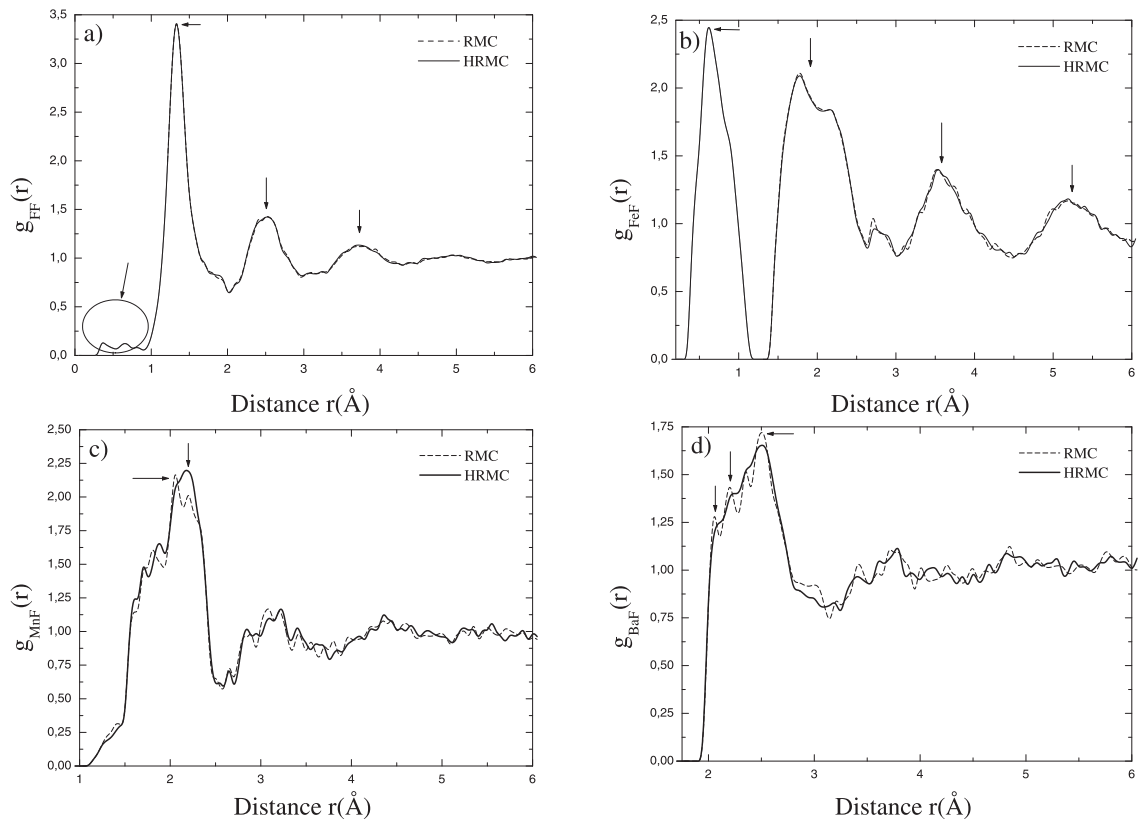 a)
3,5
3,0
2,5
2,0
1,5
1,0
0,5
0,0
g_FF(r)
RMC
HRMC
0 1 2 3 4 5 6
Distance r(Å)
b)
2,5
2,0
1,5
1,0
0,5
0,0
g_FeF(r)
RMC
HRMC
1 2 3 4 5 6
Distance r(Å)
c)
2,50
2,25
2,00
1,75
1,50
1,25
1,00
0,75
0,50
0,25
0,00
g_MnF(r)
RMC
HRMC
1 2 3 4 5 6
Distance r(Å)
d)
1,75
1,50
1,25
1,00
0,75
0,50
0,25
0,00
g_BaF(r)
RMC
HRMC
2 3 4 5 6
Distance r(Å)